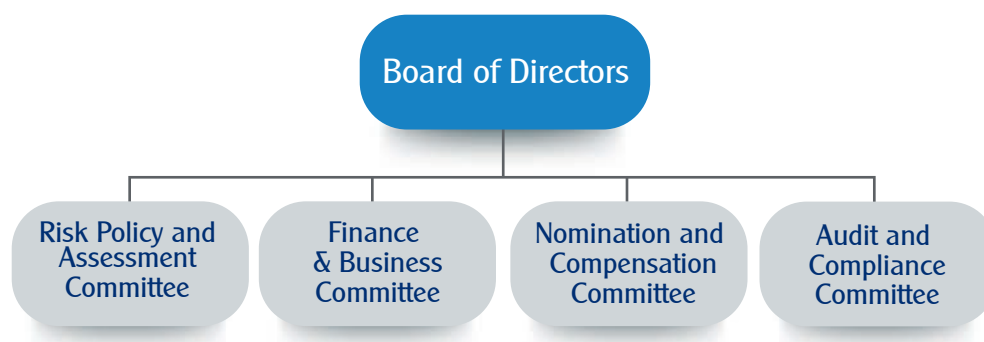 Board of Directors
Risk Policy and
Assessment
Committee
Finance
& Business
Committee
Nomination and
Compensation
Committee
Audit and
Compliance
Committee